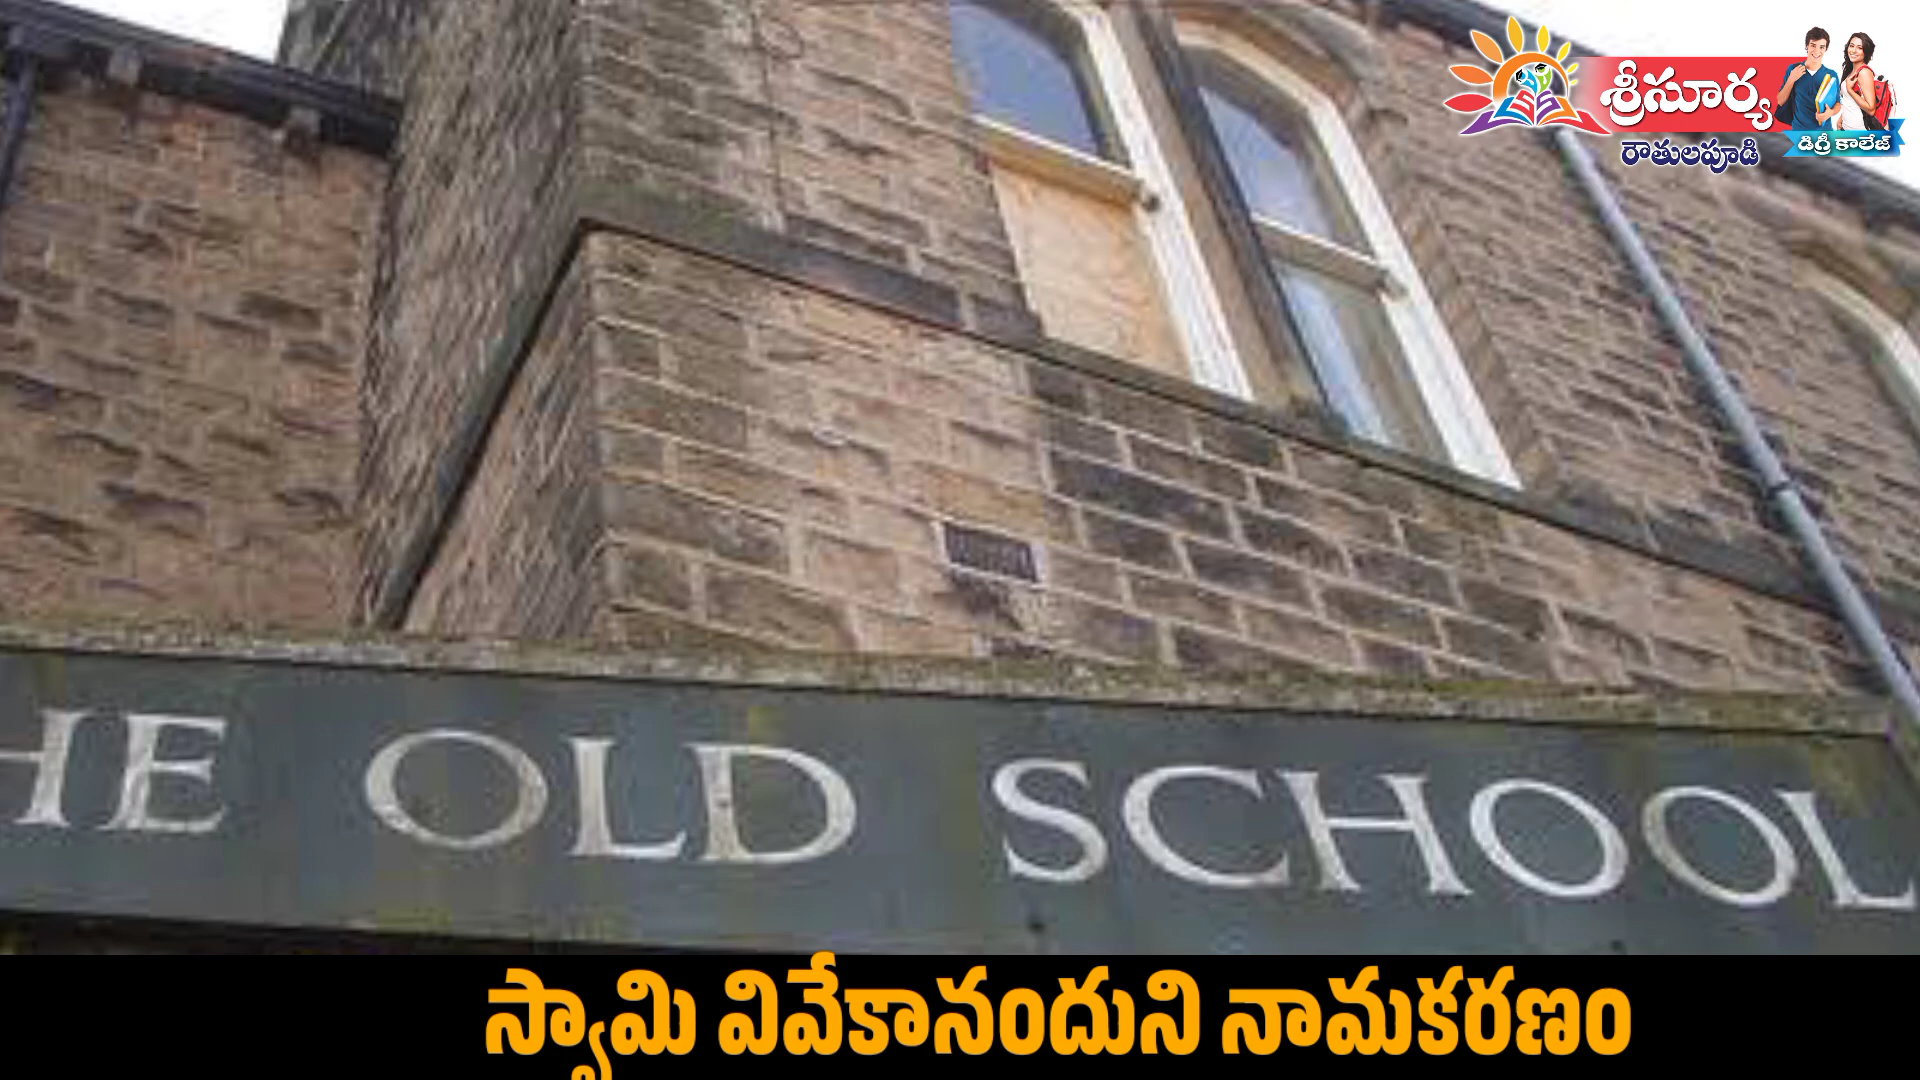 శ్రీసూర్య
డిగ్రీ కాలేజ్
రౌతులపూడి
HE OLD SCHOOL
స్వామి వివేకానందుని నామకరణం